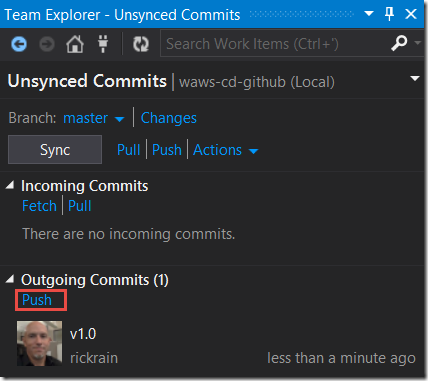 Team Explorer - Unsynced Commits
Search Work Items (Ctrl+')
Unsynced Commits | waws-cd-github (Local)
Branch: master | Changes
Sync Pull | Push | Actions
Incoming Commits
Fetch | Pull
There are no incoming commits.
Outgoing Commits (1)
Push
v1.0
rickrain less than a minute ago